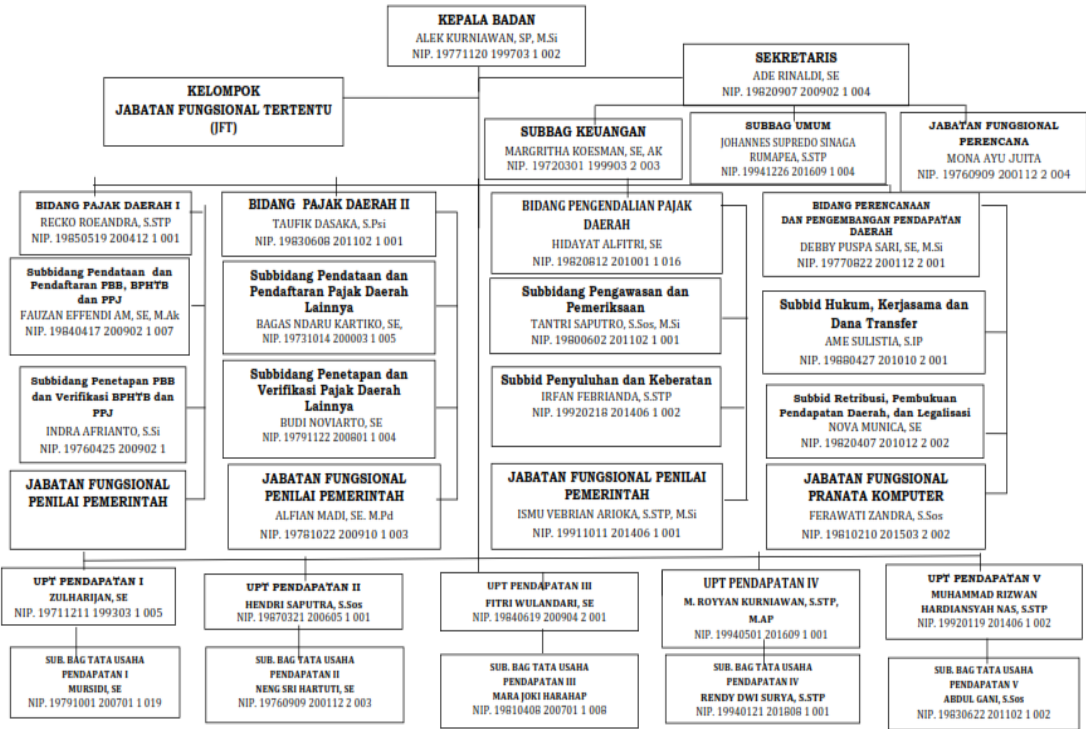 KEPALA BADAN
ALEK KURNIAWAN, SP, M.Si
NIP. 19771120 199703 1 002
SEKRETARIS
ADE RINALDI, SE
NIP. 19820907 200902 1 004
KELOMPOK
JABATAN FUNGSIONAL TERTENTU
(JFT)
SUBBAG KEUANGAN
MARGRITHA KOESMAN, SE, AK
NIP. 19720301 199903 2 003
SUBBAG UMUM
JOHANNES SUPREDO SINAGA
RUMAPEA, S.STP
NIP. 19941226 201609 1 004
JABATAN FUNGSIONAL
PERENCANA
MONA AYU JUITA
NIP. 19760909 200112 2 004
BIDANG PAJAK DAERAH I
RECKO ROEANDRA, S.STP
NIP. 19850519 200412 1 001
BIDANG PAJAK DAERAH II
TAUFIK DASAKA, S.Psi
NIP. 19830608 201102 1 001
BIDANG PENGENDALIAN PAJAK
DAERAH
HIDAYAT ALFITRI, SE
NIP. 19820812 201001 1 016
BIDANG PERENCANAAN
DAN PENGEMBANGAN PENDAPATAN
DAERAH
DEBBY PUSPA SARI, SE, M.Si
NIP. 19770822 200112 2 001
Subbidang Pendataan dan
Pendaftaran PBB, BPHTB
dan PPJ
FAUZAN EFFENDI AM, SE, M.Ak
NIP. 19840417 200902 1 007
Subbidang Pendataan dan
Pendaftaran Pajak Daerah
Lainnya
BAGAS NDARU KARTIKO, SE,
NIP. 19731014 200003 1 005
Subbidang Pengawasan dan
Pemeriksaan
TANTRI SAPUTRO, S.Sos, M.Si
NIP. 19800602 201102 1 001
Subbid Hukum, Kerjasama dan
Dana Transfer
AME SULISTIA, S.IP
NIP. 19880427 201010 2 001
Subbidang Penetapan PBB
dan Verifikasi BPHTB dan
PPJ
INDRA AFRIANTO, S.Si
NIP. 19760425 200902 1
Subbidang Penetapan dan
Verifikasi Pajak Daerah
Lainnya
BUDI NOVIARTO, SE
NIP. 19791122 200801 1 004
Subbid Penyuluhan dan Keberatan
IRFAN FEBRIANDA, S.STP
NIP. 19920218 201406 1 002
Subbid Retribusi, Pembukuan
Pendapatan Daerah, dan Legalisasi
NOVA MUNICA, SE
NIP. 19820407 201012 2 002
JABATAN FUNGSIONAL
PENILAI PEMERINTAH
JABATAN FUNGSIONAL
PENILAI PEMERINTAH
ALFIAN MADI, SE. M.Pd
NIP. 19781022 200910 1 003
JABATAN FUNGSIONAL PENILAI
PEMERINTAH
ISMU VEBRIAN ARIOKA, S.STP, M.Si
NIP. 19911011 201406 1 001
JABATAN FUNGSIONAL
PRANATA KOMPUTER
FERAWATI ZANDRA, S.Sos
NIP. 19810210 201503 2 002
UPT PENDAPATAN I
ZULHARIJAN, SE
NIP. 19711211 199303 1 005
UPT PENDAPATAN II
HENDRI SAPUTRA, S.Sos
NIP. 19870321 200605 1 001
UPT PENDAPATAN III
FITRI WULANDARI, SE
NIP. 19840619 200904 2 001
UPT PENDAPATAN IV
M. ROYYAN KURNIAWAN, S.STP,
M.AP
NIP. 19940501 201609 1 001
UPT PENDAPATAN V
MUHAMMAD RIZWAN
HARDIANSYAH NAS, S.STP
NIP. 19920119 201406 1 002
SUB. BAG TATA USAHA
PENDAPATAN I
MURSIDI, SE
NIP. 19791001 200701 1 019
SUB. BAG TATA USAHA
PENDAPATAN II
NENG SRI HARTUTI, SE
NIP. 19760909 200112 2 003
SUB. BAG TATA USAHA
PENDAPATAN III
MARA JOKI HARAHAP
NIP. 19810408 200701 1 008
SUB. BAG TATA USAHA
PENDAPATAN IV
RENDY DWI SURYA, S.STP
NIP. 19940121 201808 1 001
SUB. BAG TATA USAHA
PENDAPATAN V
ABDUL GANI, S.Sos
NIP. 19830622 201102 1 002